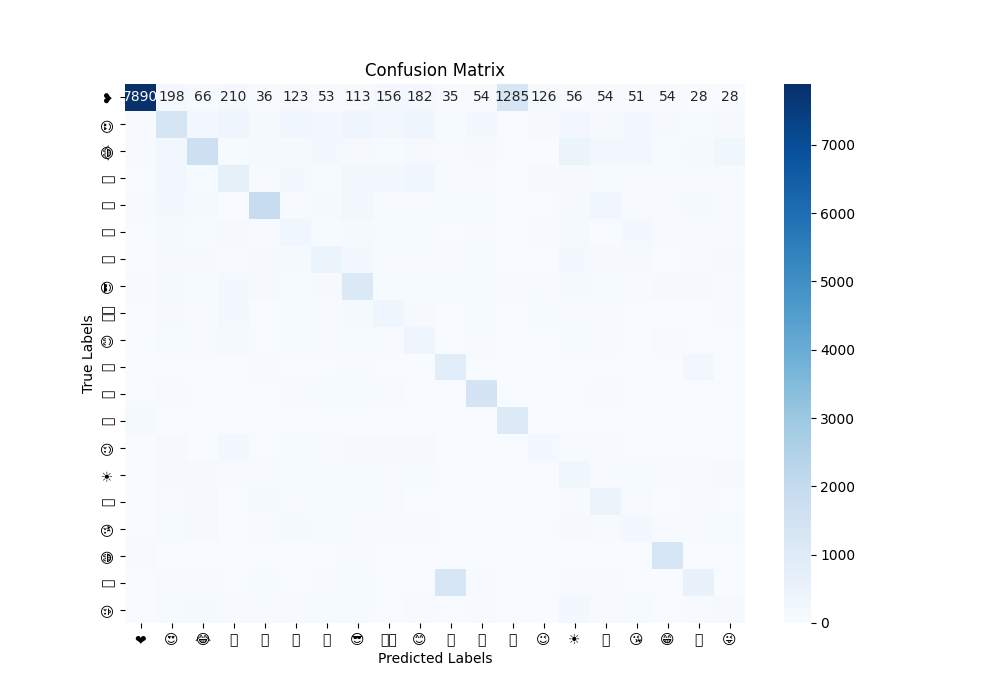 Confusion Matrix
7890 198 66 210 36 123 53 113 156 182 35 54 1285 126 56 54 51 54 28 28
True Labels
❤ 😍 😂 😎 😊 😉 ☀ 😘 😁 😜
Predicted Labels
7000
6000
5000
4000
3000
2000
1000
0